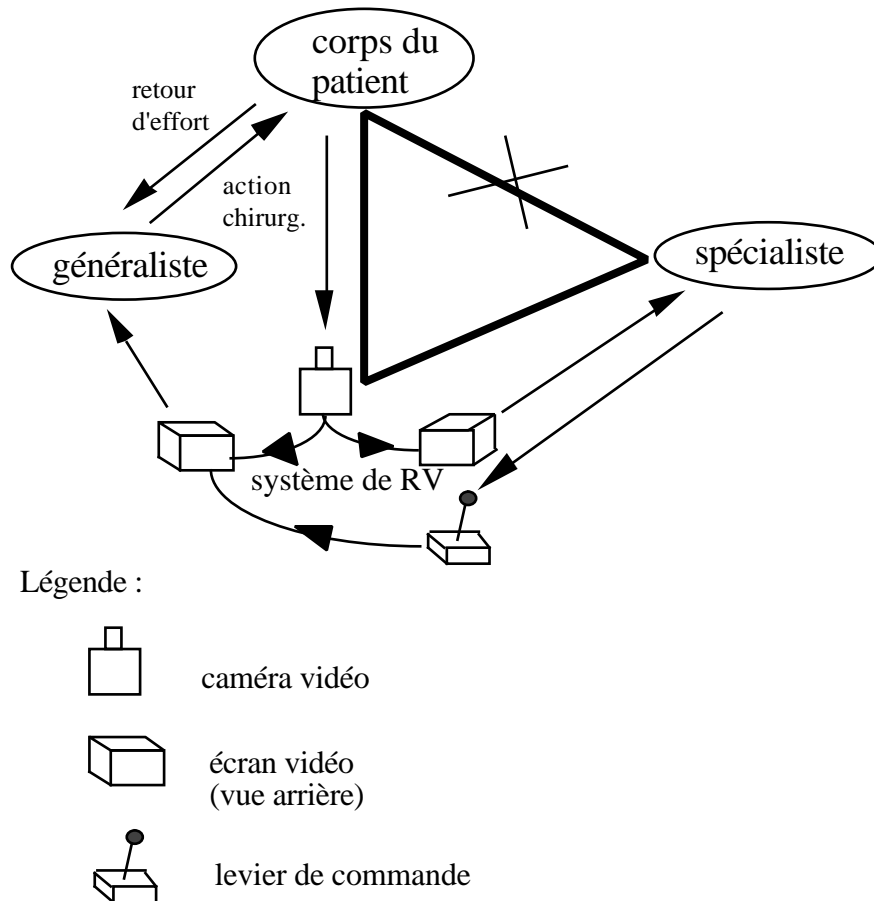 corps du
patient
retour
d'effort
action
chirurg.
généraliste
spécialiste
système de RV
Légende :
caméra vidéo
écran vidéo
(vue arrière)
levier de commande